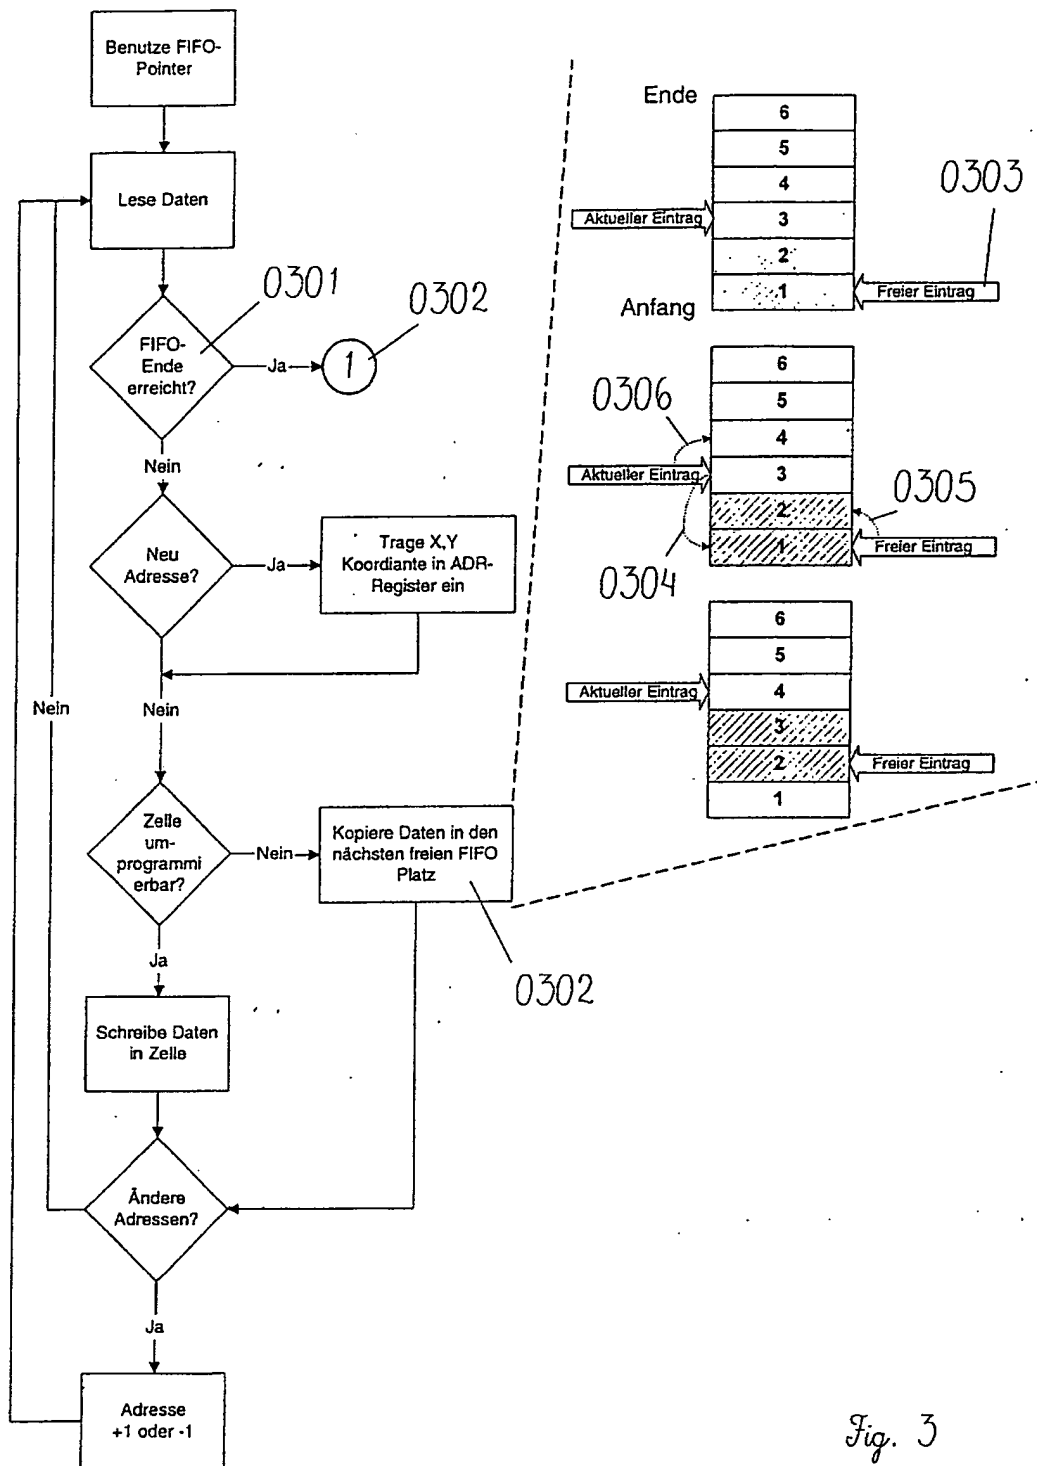 Benutze FIFO-
Pointer
Lese Daten
0301
0302
FIFO-
Ende
erreicht?
Ja
1
Nein
Neu
Adresse?
Ja
Trage X,Y
Koordiante in ADR-
Register ein
Nein
Nein
Zelle
um-
programmi
erbar?
Nein
Kopiere Daten in den
nächsten freien FIFO
Platz
0302
Ja
Schreibe Daten
in Zelle
Ändere
Adressen?
Ja
Adresse
+1 oder -1
Ende
6
5
4
0303
Aktueller Eintrag
3
2
1
Freier Eintrag
Anfang
6
5
0306
4
Aktueller Eintrag
3
0305
2
1
Freier Eintrag
0304
6
5
Aktueller Eintrag
4
3
2
Freier Eintrag
1
Fig. 3